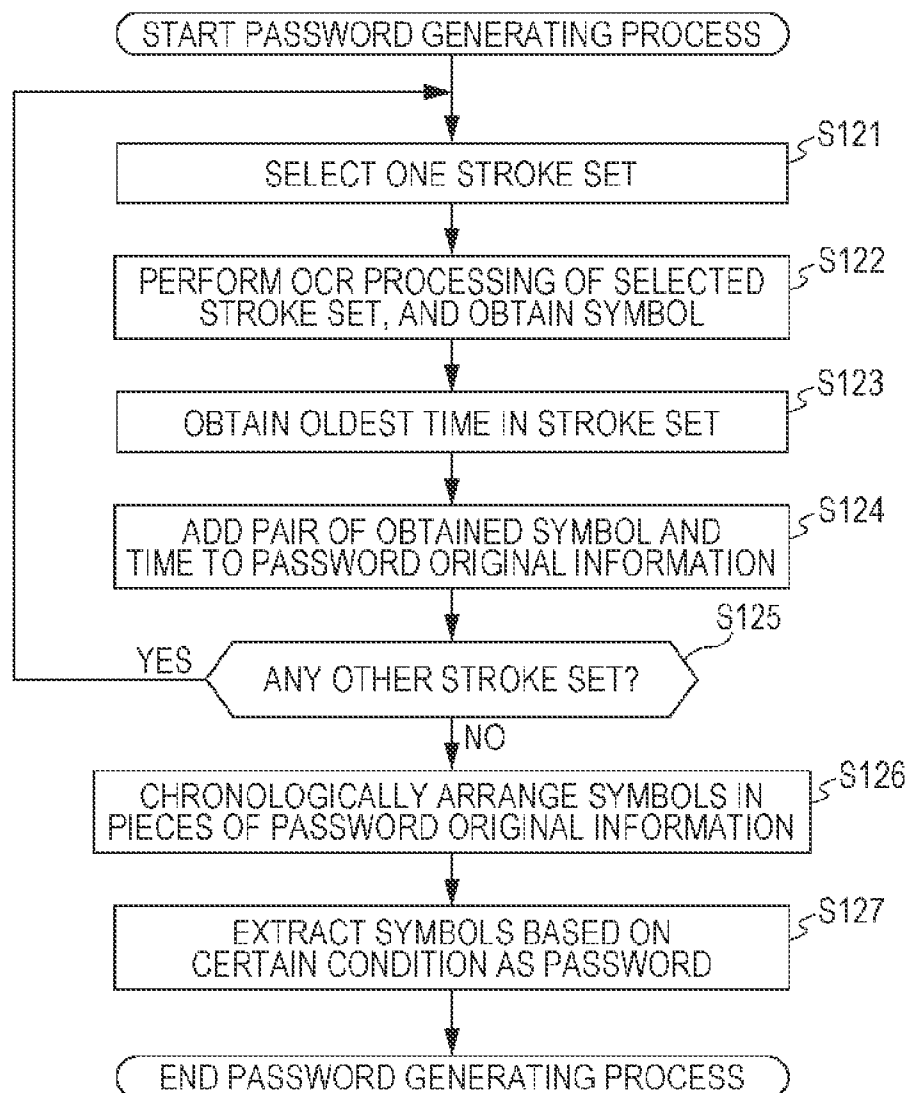 START PASSWORD GENERATING PROCESS
S121
SELECT ONE STROKE SET
S122
PERFORM OCR PROCESSING OF SELECTED
STROKE SET, AND OBTAIN SYMBOL
S123
OBTAIN OLDEST TIME IN STROKE SET
S124
ADD PAIR OF OBTAINED SYMBOL AND
TIME TO PASSWORD ORIGINAL INFORMATION
S125
YES
ANY OTHER STROKE SET?
NO
S126
CHRONOLOGICALLY ARRANGE SYMBOLS IN
PIECES OF PASSWORD ORIGINAL INFORMATION
S127
EXTRACT SYMBOLS BASED ON
CERTAIN CONDITION AS PASSWORD
END PASSWORD GENERATING PROCESS